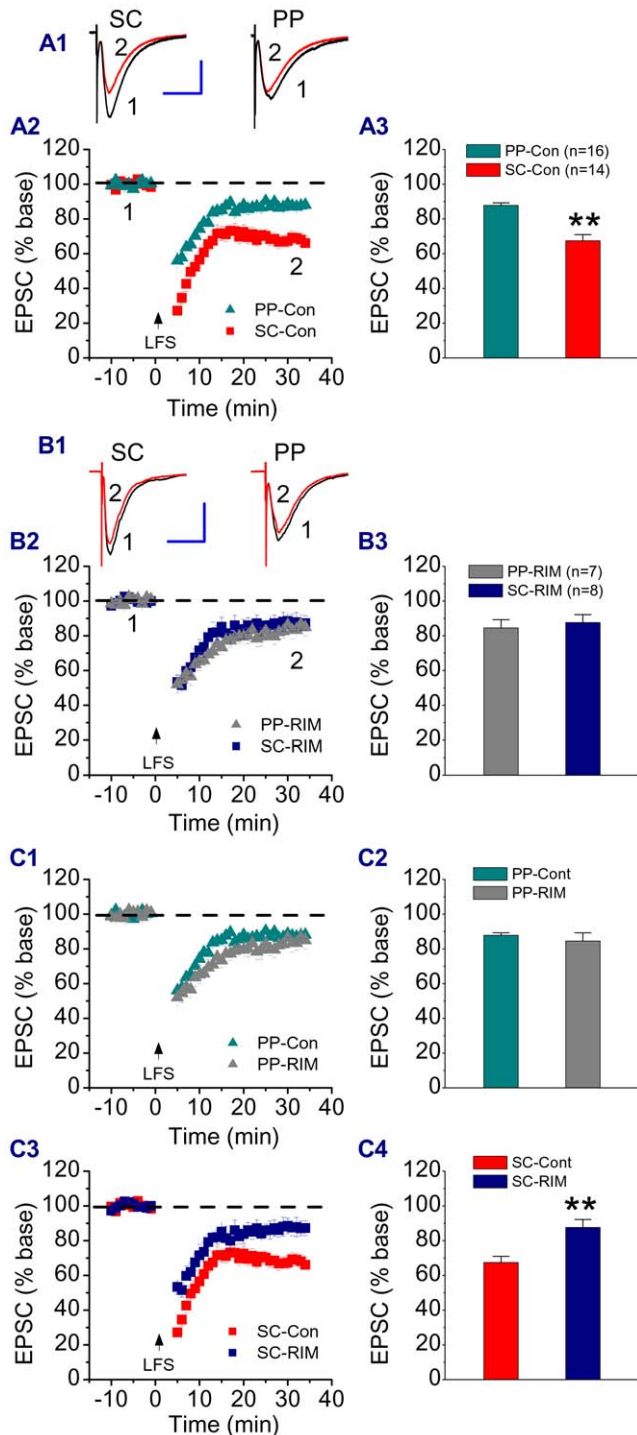 A1
SC
PP
2
1
2
1
A2
EPSC (% base)
120
100
80
60
40
20
0
1
2
LFS
PP-Con
SC-Con
-10 0 10 20 30 40
Time (min)
A3
EPSC (% base)
120
100
80
60
40
20
0
PP-Con (n=16)
SC-Con (n=14)
**
B1
SC
PP
2
1
2
1
B2
EPSC (% base)
120
100
80
60
40
20
0
1
2
LFS
PP-RIM
SC-RIM
-10 0 10 20 30 40
Time (min)
B3
EPSC (% base)
120
100
80
60
40
20
0
PP-RIM (n=7)
SC-RIM (n=8)
C1
EPSC (% base)
120
100
80
60
40
20
0
LFS
PP-Con
PP-RIM
-10 0 10 20 30 40
Time (min)
C2
EPSC (% base)
120
100
80
60
40
20
0
PP-Cont
PP-RIM
C3
EPSC (% base)
120
100
80
60
40
20
0
LFS
SC-Con
SC-RIM
-10 0 10 20 30 40
Time (min)
C4
EPSC (% base)
120
100
80
60
40
20
0
SC-Cont
SC-RIM
**